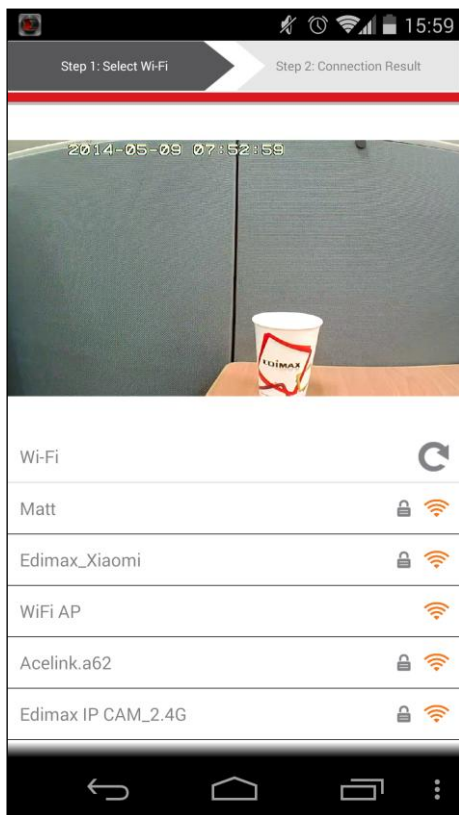 15:59
Step 1: Select Wi-Fi
Step 2: Connection Result
2014-05-09 07:52:59
EDIMAX
Wi-Fi
Matt
Edimax_Xiaomi
WiFi AP
Acelink.a62
Edimax IP CAM_2.4G